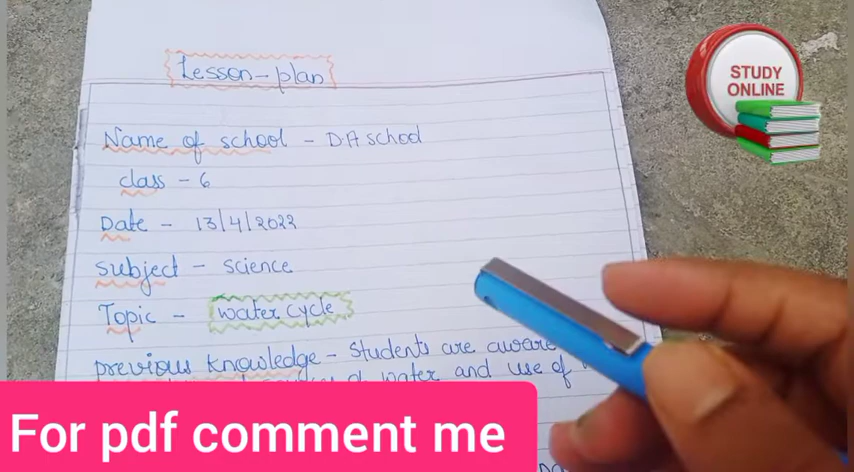 Lesson-plan
STUDY
ONLINE
Name of school - DA school
class - 6
Date - 13/4/2022
subject - science
Topic - water cycle
previous knowledge - students are aware
of water and use of
For pdf comment me